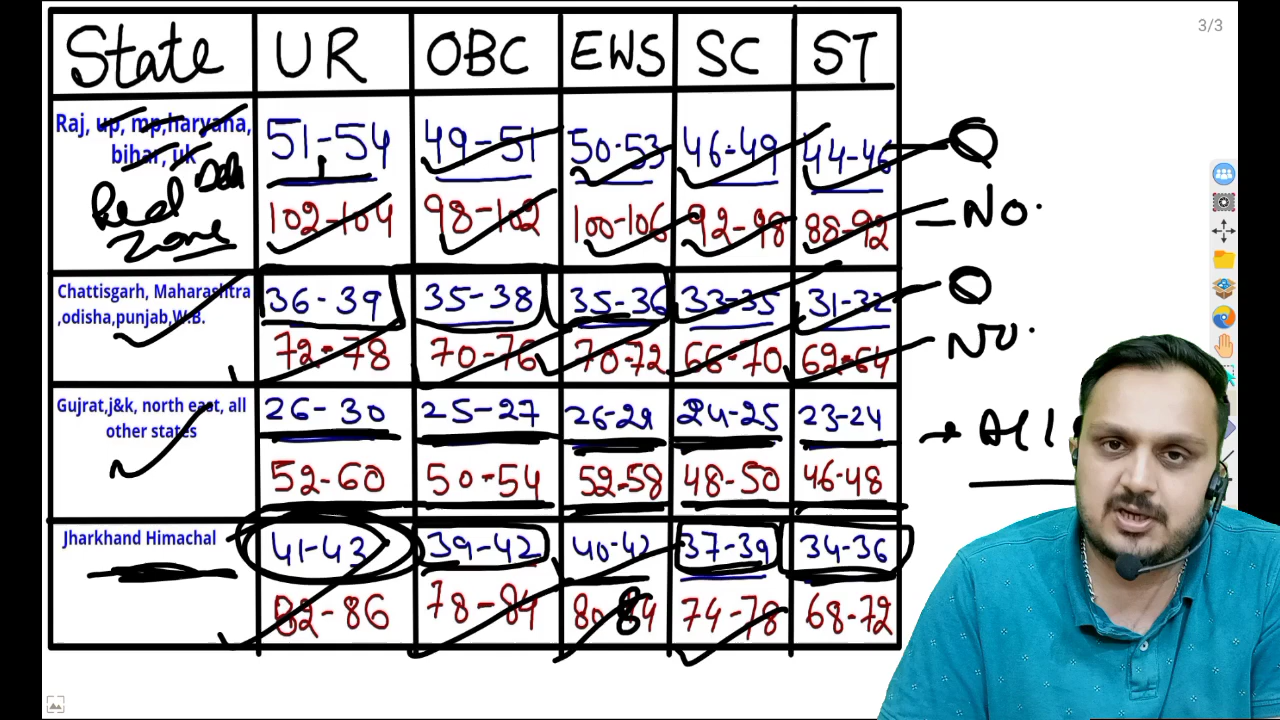 3/3
State UR OBC EWS SC ST
Raj, up, mp,haryana,
bihar, uk
Red Delhi
Zone
51-54 49-51 50-53 46-49 44-46 Q
102-104 98-102 100-106 92-98 88-92 NO.
Chattisgarh, Maharashtra
,odisha,punjab,W.B.
36-39 35-38 35-36 33-35 31-32 Q
72-78 70-76 70-72 66-70 62-64 NO.
Gujrat,j&k, north east, all
other states
26-30 25-27 26-29 24-25 23-24
52-60 50-54 52-58 48-50 46-48
Jharkhand Himachal
41-43 39-42 40-42 37-39 34-36
82-86 78-84 80 84 74-78 68-72